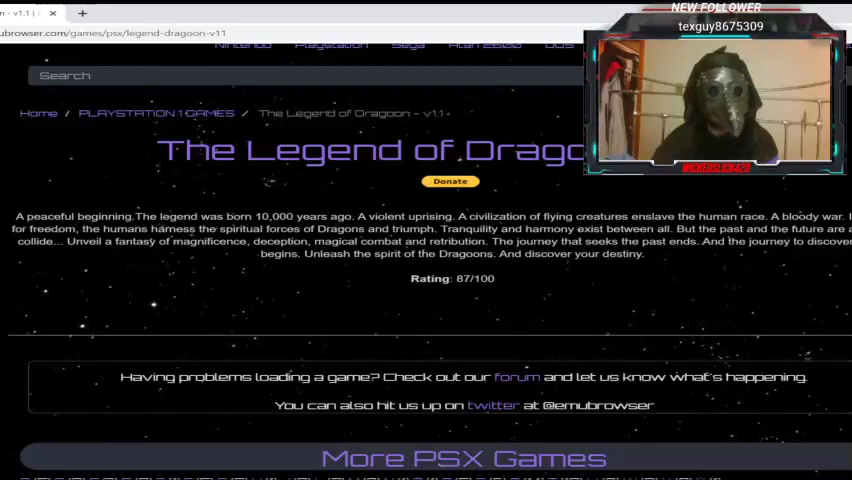 n - v1.1 |
NEW FOLLOWER
texguy8675309
ubrowser.com/games/psx/legend-dragoon-v11
Nintendo Playstation Sega Atari 2600 DOS
Search
Home / PLAYSTATION 1 GAMES / The Legend of Dragoon - v1.1
The Legend of Drago
WICKEDSLICK420
Donate
A peaceful beginning.The legend was born 10,000 years ago. A violent uprising. A civilization of flying creatures enslave the human race. A bloody war. I
for freedom, the humans harness the spiritual forces of Dragons and triumph. Tranquility and harmony exist between all. But the past and the future are a
collide... Unveil a fantasy of magnificence, deception, magical combat and retribution. The journey that seeks the past ends. And the journey to discover
begins. Unleash the spirit of the Dragoons. And discover your destiny.
Rating: 87/100
Having problems loading a game? Check out our forum and let us know what's happening.
You can also hit us up on twitter at @emubrowser
More PSX Games